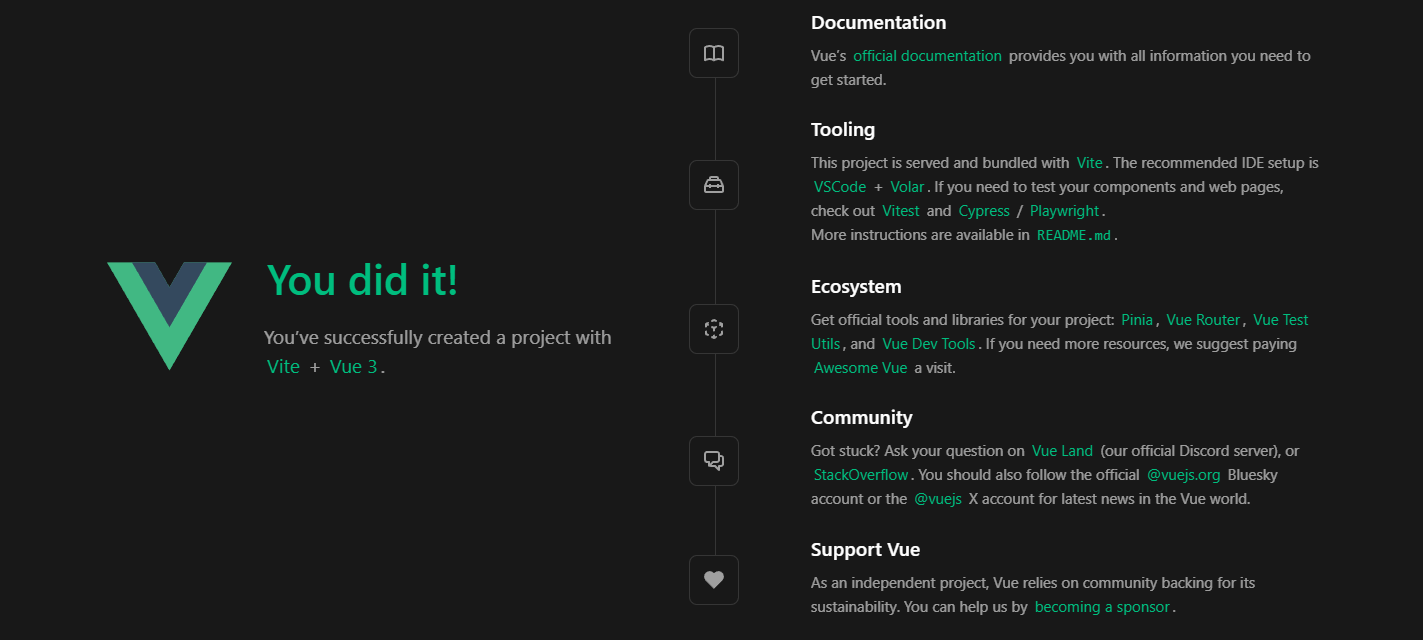 You did it!
You've successfully created a project with
Vite + Vue 3.
Documentation
Vue's official documentation provides you with all information you need to
get started.
Tooling
This project is served and bundled with Vite. The recommended IDE setup is
VSCode + Volar. If you need to test your components and web pages,
check out Vitest and Cypress / Playwright.
More instructions are available in README.md.
Ecosystem
Get official tools and libraries for your project: Pinia, Vue Router, Vue Test
Utils, and Vue Dev Tools. If you need more resources, we suggest paying
Awesome Vue a visit.
Community
Got stuck? Ask your question on Vue Land (our official Discord server), or
StackOverflow. You should also follow the official @vuejs.org Bluesky
account or the @vuejs X account for latest news in the Vue world.
Support Vue
As an independent project, Vue relies on community backing for its
sustainability. You can help us by becoming a sponsor.